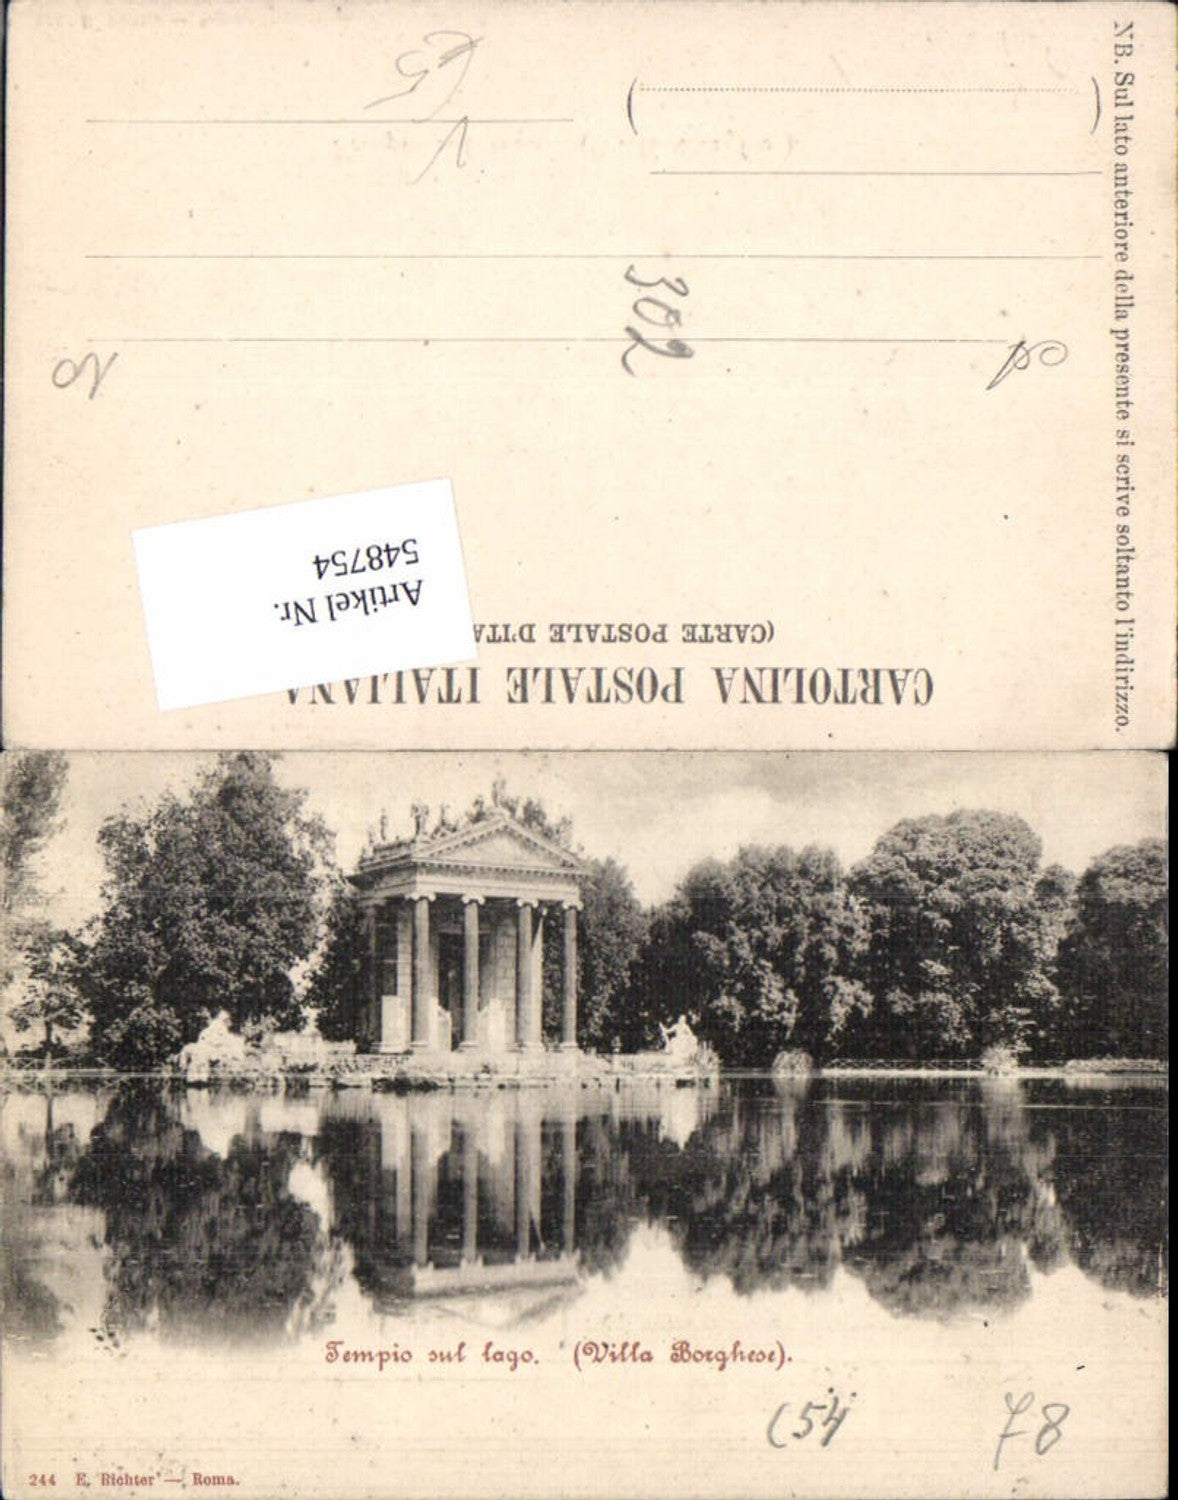 CARTOLINA POSTALE ITALIANA
(CARTE POSTALE D'ITA
Artikel Nr.
548754
302
NB. Sul lato anteriore della presente si scrive soltanto l'indirizzo.
Tempio sul lago. (Villa Borghese).
(54
78
244 E. Richter — Roma.